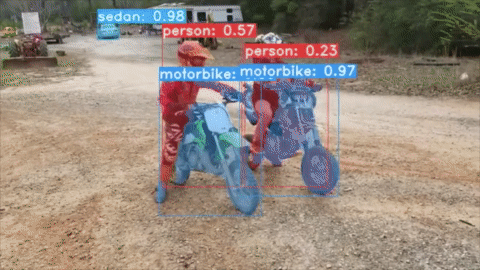 sedan: 0.98
person: 0.57
person: 0.23
motorbike:
motorbike: 0.97